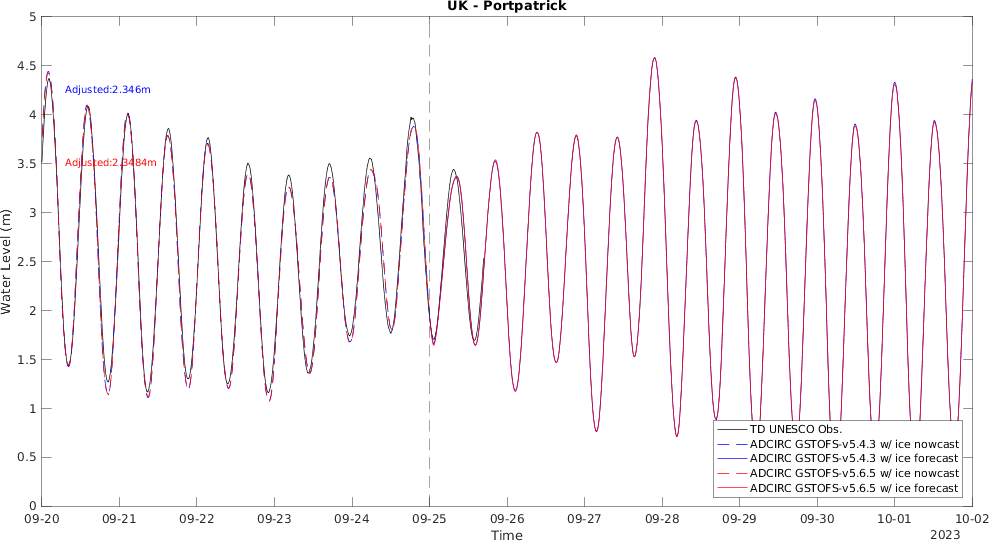 UK - Portpatrick
5
4.5
4
3.5
3
2.5
2
1.5
1
0.5
0
Water Level (m)
Adjusted:2.346m
Adjusted:2.3484m
TD UNESCO Obs.
ADCIRC GSTOFS-v5.4.3 w/ ice nowcast
ADCIRC GSTOFS-v5.4.3 w/ ice forecast
ADCIRC GSTOFS-v5.6.5 w/ ice nowcast
ADCIRC GSTOFS-v5.6.5 w/ ice forecast
09-20 09-21 09-22 09-23 09-24 09-25 09-26 09-27 09-28 09-29 09-30 10-01 10-02
Time
2023